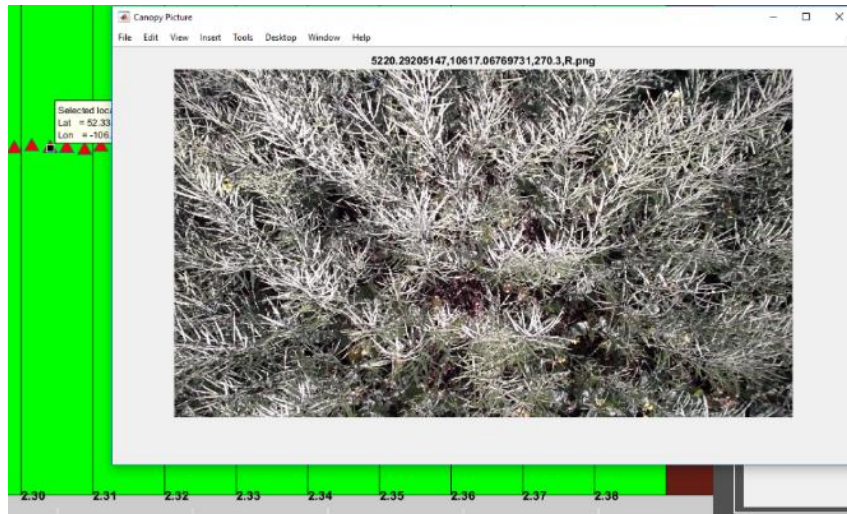 Canopy Picture
File Edit View Insert Tools Desktop Window Help
5220.29205147,10617.06769731,270.3,R.png
Selected loca
Lat = 52.33
Lon = -106.
2.30 2.31 2.32 2.33 2.34 2.35 2.36 2.37 2.38